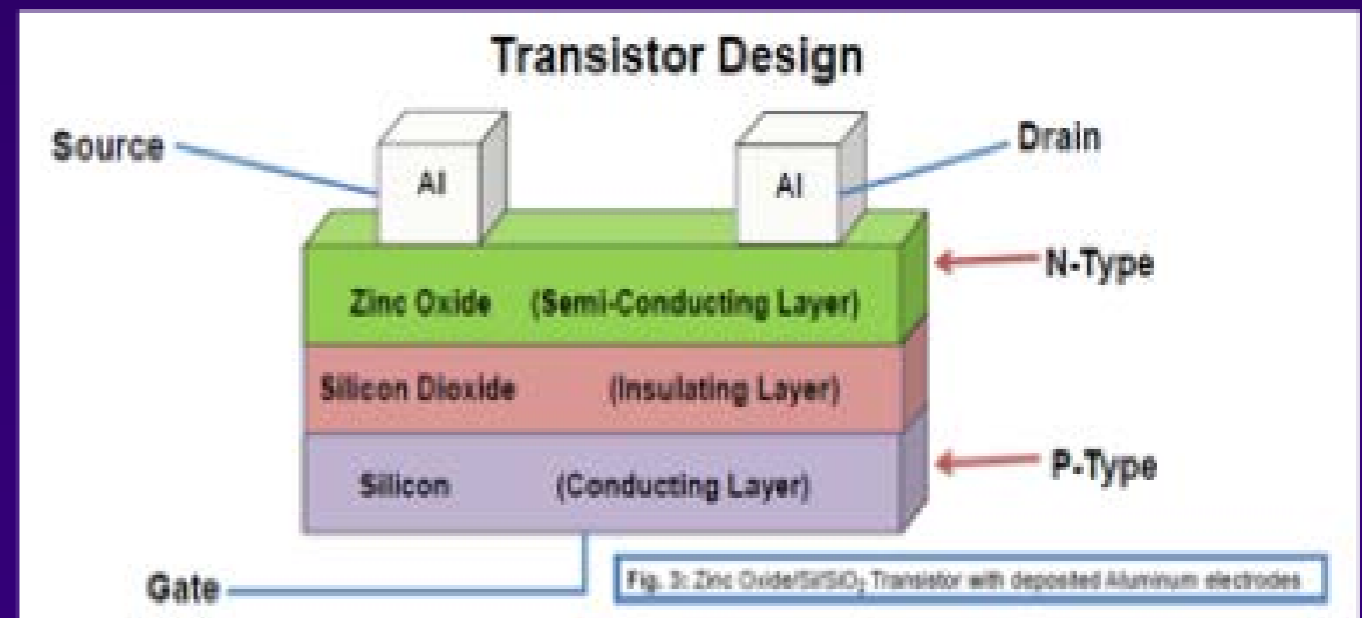 Transistor Design
Source
Drain
Al
Al
N-Type
Zinc Oxide (Semi-Conducting Layer)
Silicon Dioxide (Insulating Layer)
P-Type
Silicon (Conducting Layer)
Gate
Fig. 3: Zinc Oxide/Si/SiO₂ Transistor with deposited Aluminum electrodes